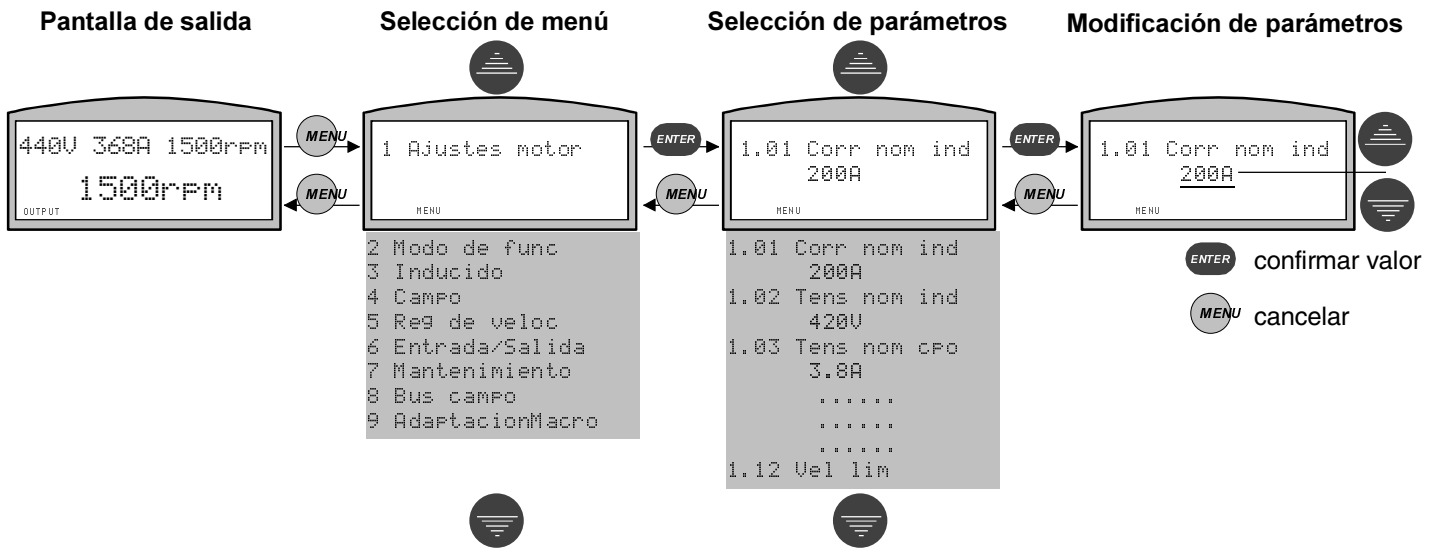 Pantalla de salida
Selección de menú
Selección de parámetros
Modificación de parámetros
440V 368A 1500rpm
1500rpm
OUTPUT
MENU
MENU
1 Ajustes motor
MENU
2 Modo de func
3 Inducido
4 Campo
5 Reg de veloc
6 Entrada/Salida
7 Mantenimiento
8 Bus campo
9 AdaptacionMacro
ENTER
MENU
1.01 Corr nom ind
200A
MENU
1.01 Corr nom ind
200A
1.02 Tens nom ind
420V
1.03 Tens nom cpo
3.8A
......
......
......
1.12 Vel lim
ENTER
MENU
1.01 Corr nom ind
200A
MENU
ENTER confirmar valor
MENU cancelar